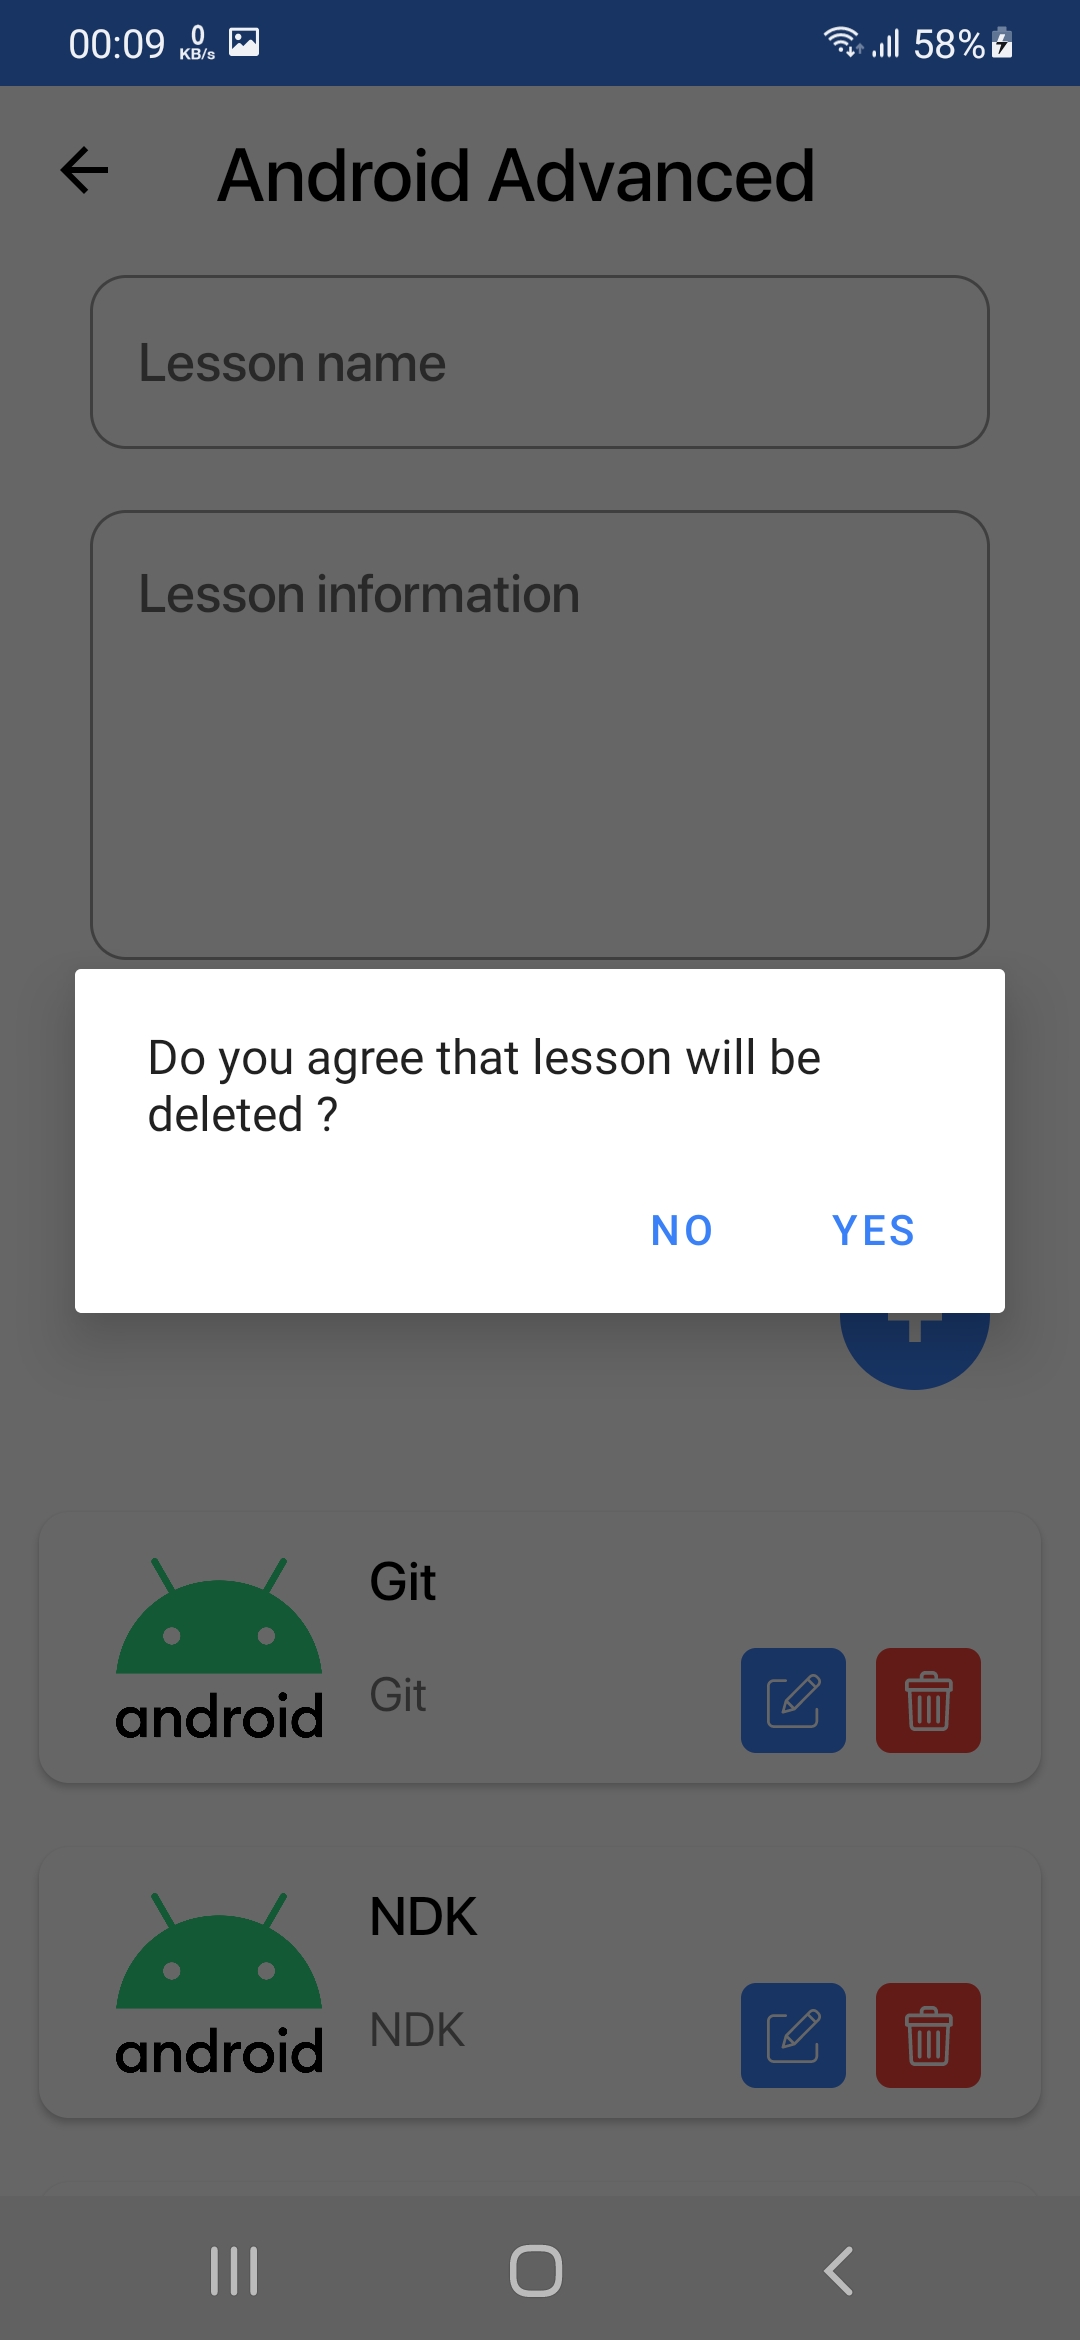 00:09 0 KB/s 58%
Android Advanced
Lesson name
Lesson information
Do you agree that lesson will be
deleted ?
NO YES
Git
Git
android
NDK
NDK
android